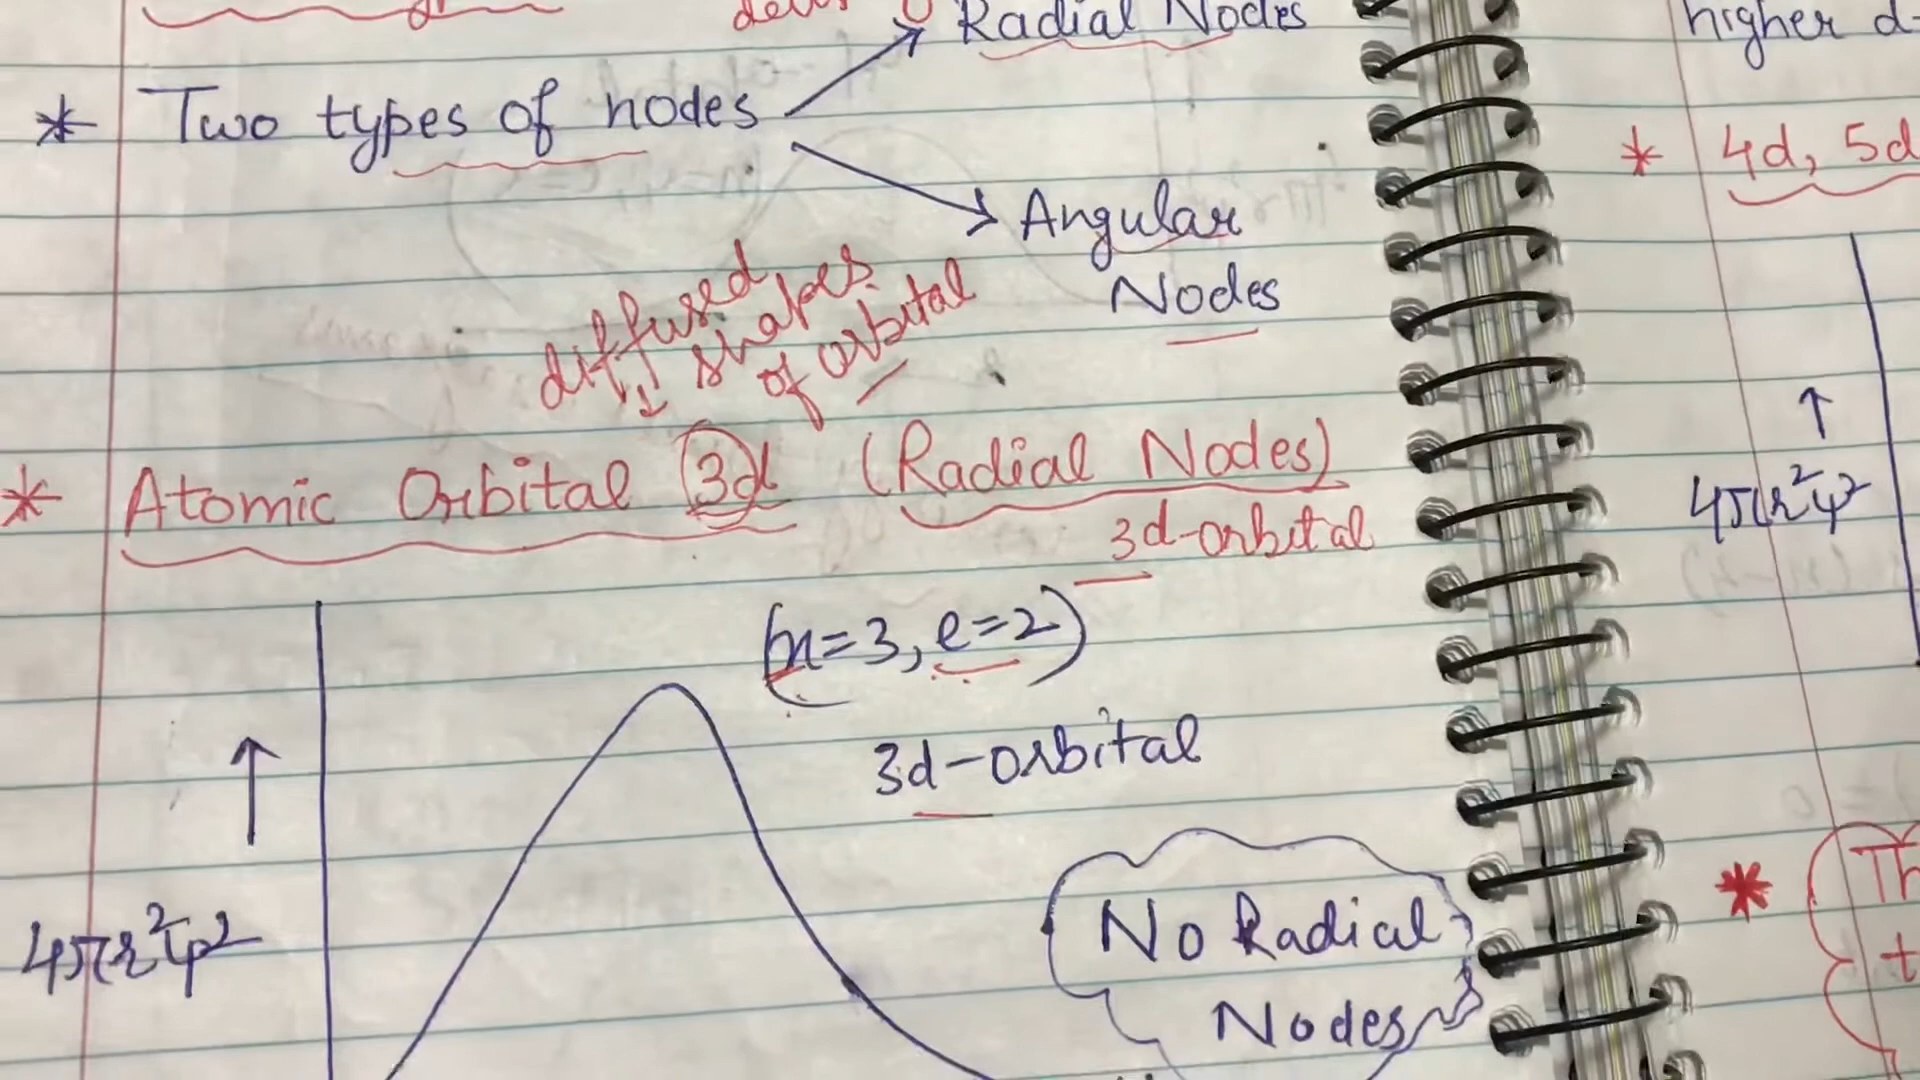 Radial Nodes
* Two types of nodes
Angular
Nodes
diffused
shapes
of orbital
* Atomic Orbital 3d (Radial Nodes)
3d-orbital
(n=3, e=2)
3d-orbital
↑
4πr²ψ²
No Radial
Nodes
higher d-
* 4d, 5d
↑
4πr²ψ²
*
Th
t